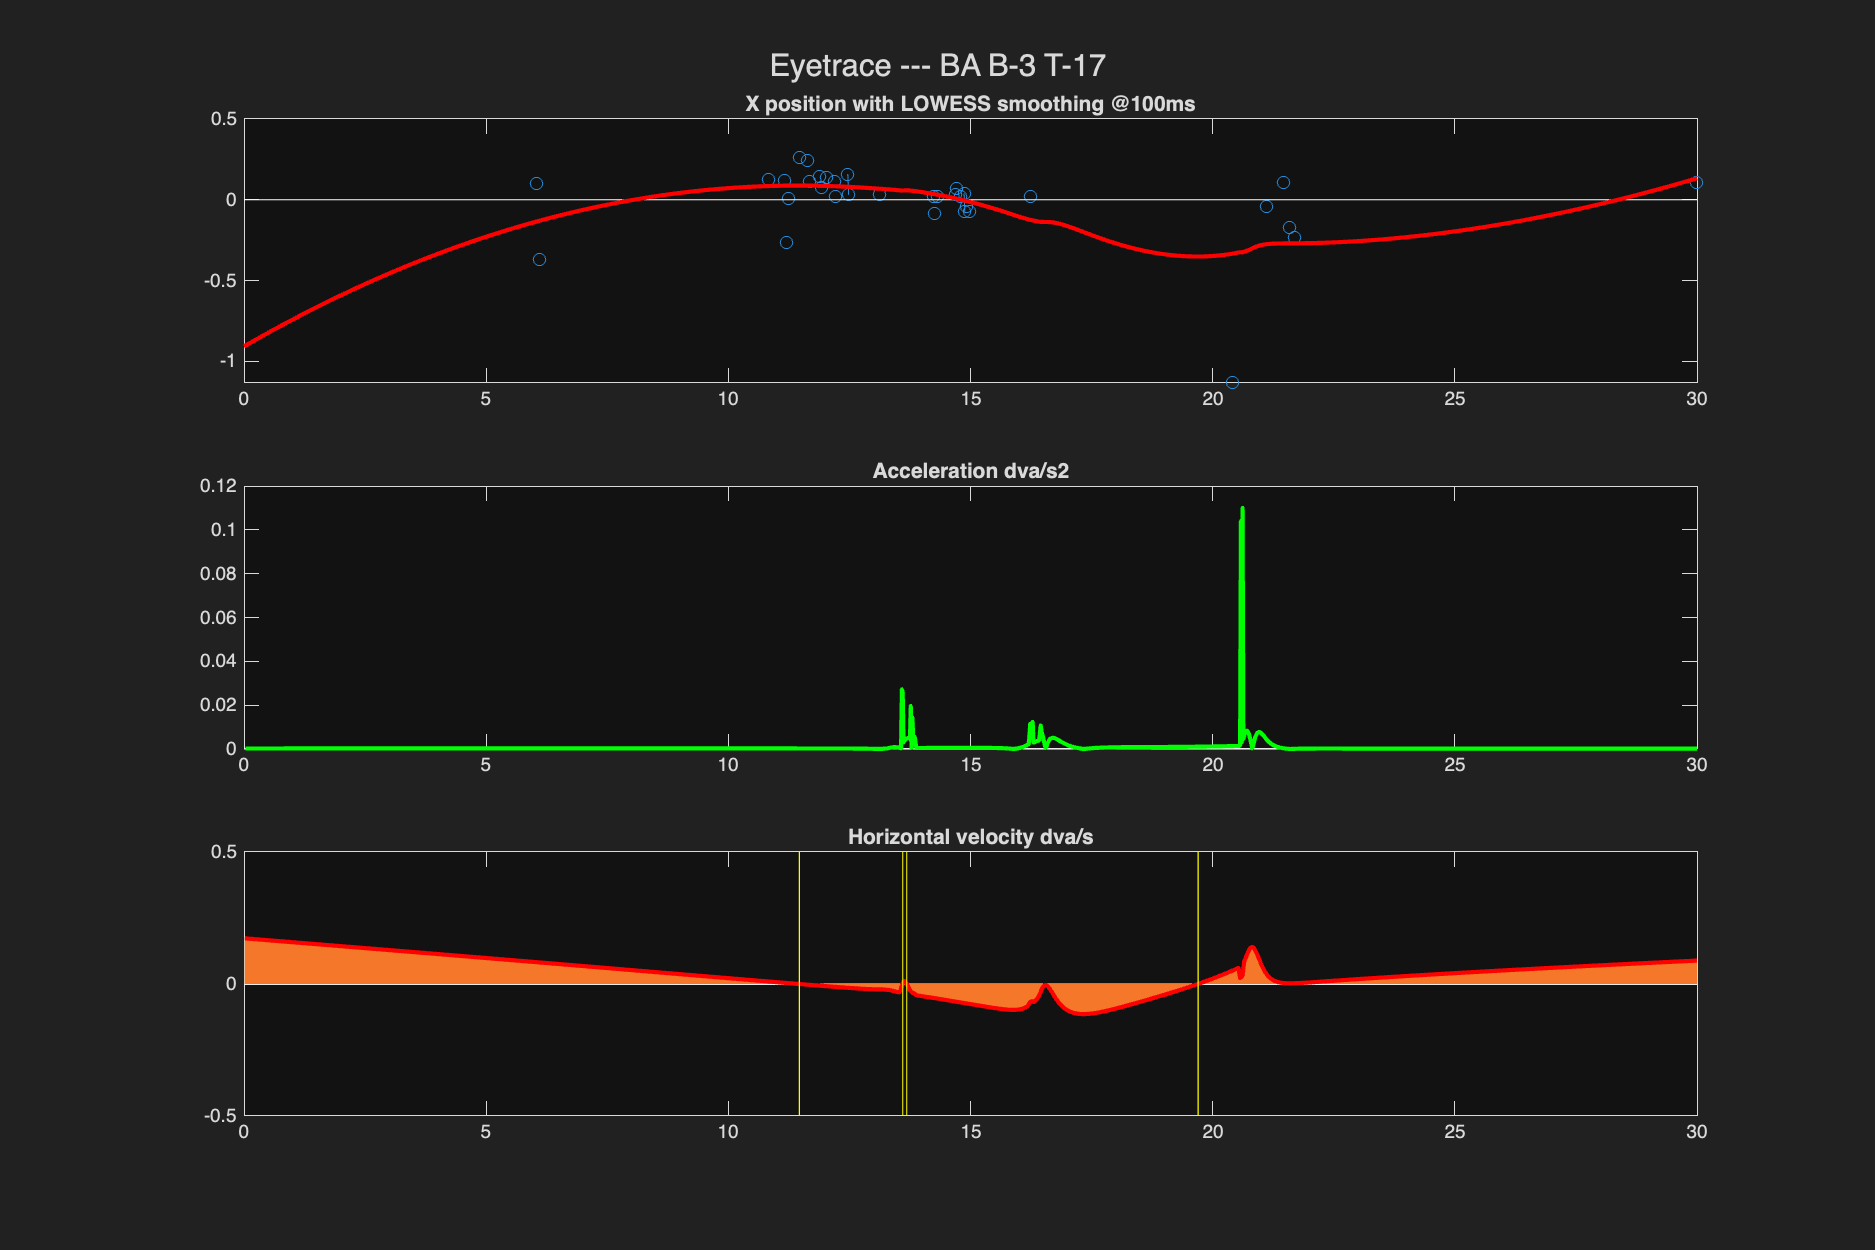 Eyetrace --- BA B-3 T-17
X position with LOWESS smoothing @100ms
0.5
0
-0.5
-1
0 5 10 15 20 25 30
Acceleration dva/s2
0.12
0.1
0.08
0.06
0.04
0.02
0
0 5 10 15 20 25 30
Horizontal velocity dva/s
0.5
0
-0.5
0 5 10 15 20 25 30